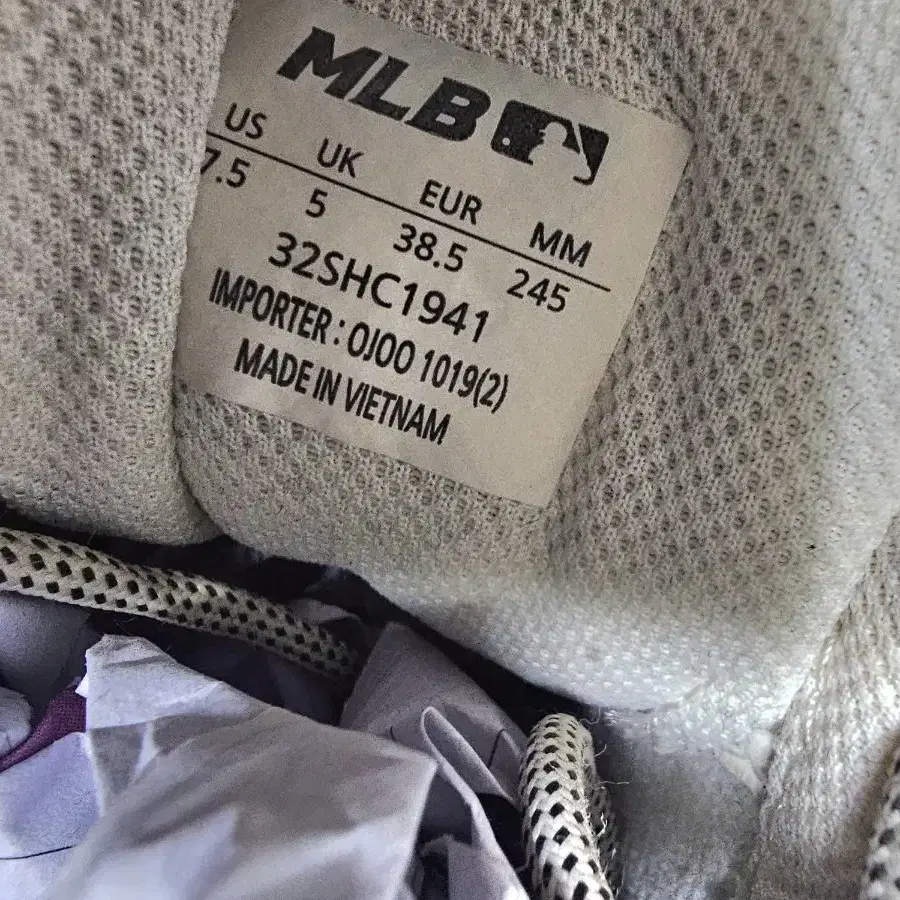 MLB
US UK EUR MM
7.5 5 38.5 245
32SHC1941
IMPORTER : OJOO 1019(2)
MADE IN VIETNAM